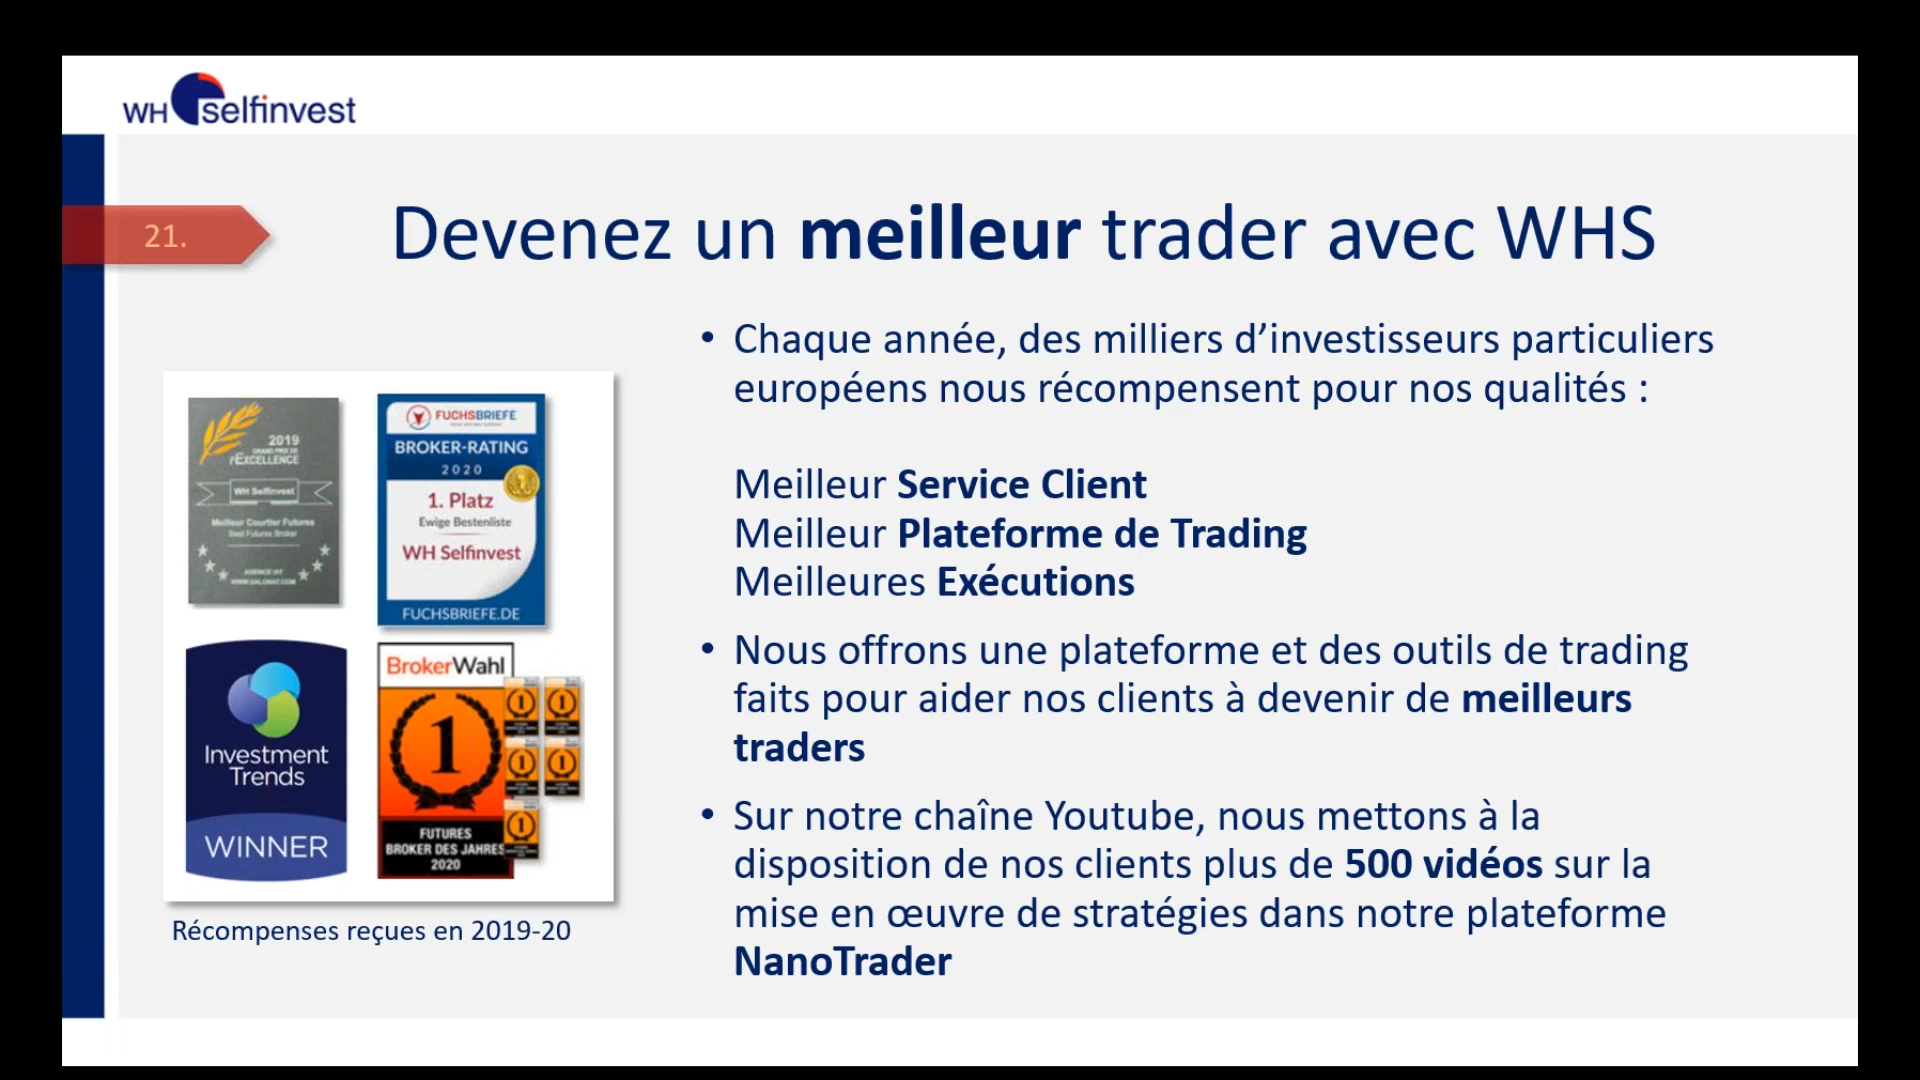 WH selfinvest
21.
Devenez un meilleur trader avec WHS
• Chaque année, des milliers d’investisseurs particuliers
européens nous récompensent pour nos qualités :
Meilleur Service Client
Meilleur Plateforme de Trading
Meilleures Exécutions
• Nous offrons une plateforme et des outils de trading
faits pour aider nos clients à devenir de meilleurs
traders
• Sur notre chaîne Youtube, nous mettons à la
disposition de nos clients plus de 500 vidéos sur la
mise en œuvre de stratégies dans notre plateforme
NanoTrader
2019
GRAND PRIX DE
l'EXCELLENCE
WH Selfinvest
Meilleur Courtier Futures
Best Futures Broker
WWW.SALONAT.COM
FUCHSBRIEFE
BROKER-RATING
2020
1. Platz
Ewige Bestenliste
WH Selfinvest
FUCHSBRIEFE.DE
Investment
Trends
WINNER
BrokerWahl
1
FUTURES
BROKER DES JAHRES
2020
1
1
1
1
1
Récompenses reçues en 2019-20